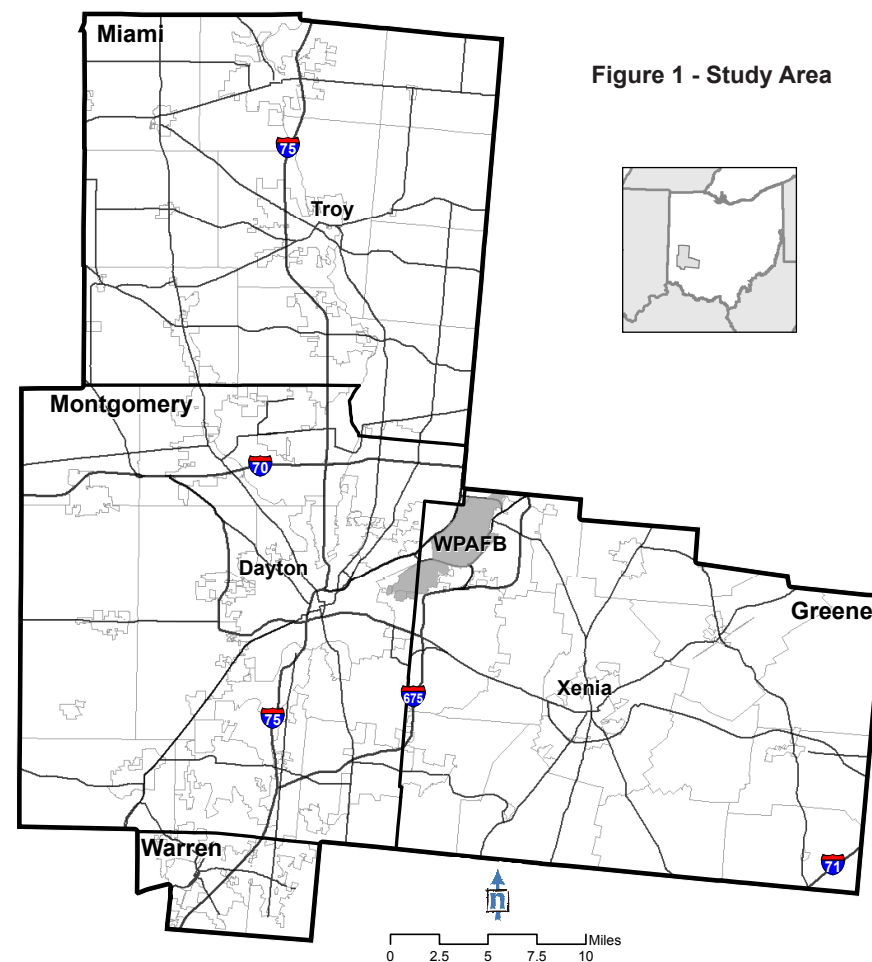 Miami
Figure 1 - Study Area
75
Troy
Montgomery
70
WPAFB
Dayton
Greene
Xenia
675
75
Warren
71
n
Miles
0 2.5 5 7.5 10